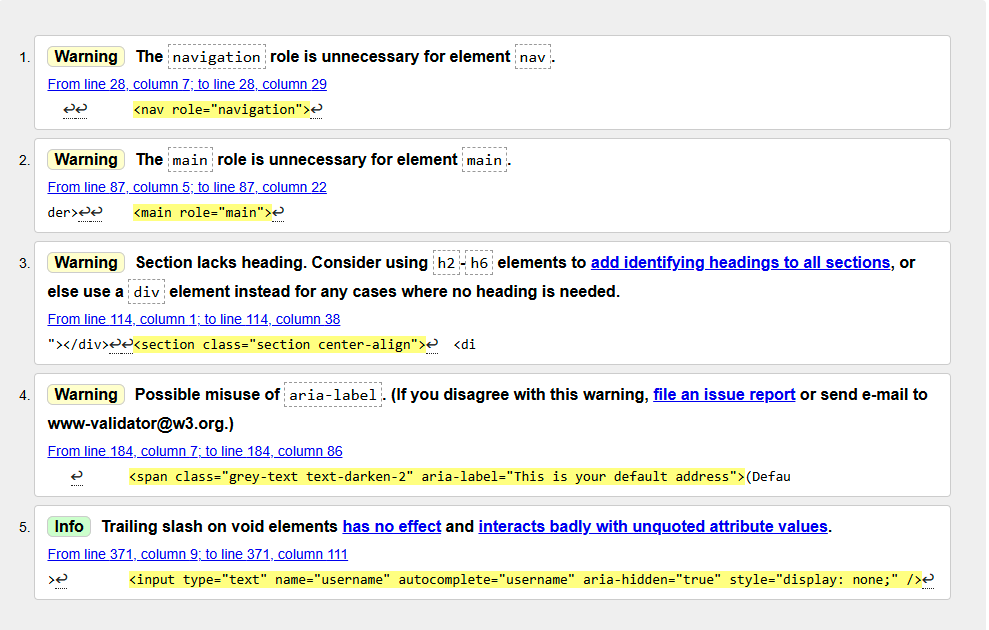 1. Warning The navigation role is unnecessary for element nav.
From line 28, column 7; to line 28, column 29
↩↩ <nav role="navigation">↩
2. Warning The main role is unnecessary for element main.
From line 87, column 5; to line 87, column 22
der>↩↩ <main role="main">↩
3. Warning Section lacks heading. Consider using h2-h6 elements to add identifying headings to all sections, or
else use a div element instead for any cases where no heading is needed.
From line 114, column 1; to line 114, column 38
"></div>↩↩<section class="section center-align">↩ <di
4. Warning Possible misuse of aria-label. (If you disagree with this warning, file an issue report or send e-mail to
www-validator@w3.org.)
From line 184, column 7; to line 184, column 86
↩ <span class="grey-text text-darken-2" aria-label="This is your default address">(Defau
5. Info Trailing slash on void elements has no effect and interacts badly with unquoted attribute values.
From line 371, column 9; to line 371, column 111
>↩ <input type="text" name="username" autocomplete="username" aria-hidden="true" style="display: none;" />↩